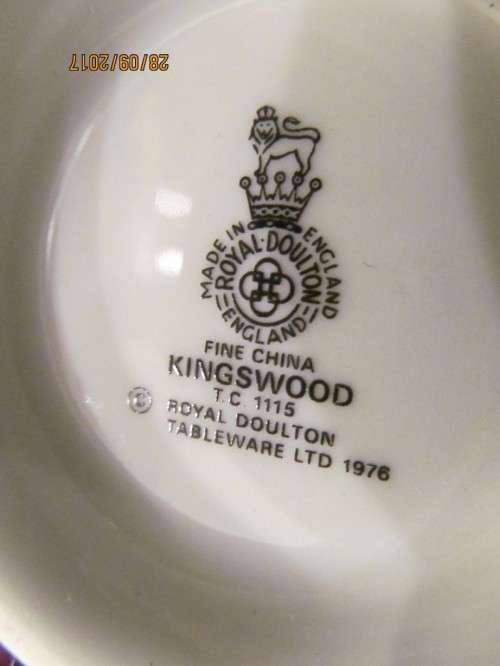 28/09/2017
MADE IN ENGLAND
ROYAL·DOULTON
ENGLAND
FINE CHINA
KINGSWOOD
T.C. 1115
© ROYAL DOULTON
TABLEWARE LTD 1976